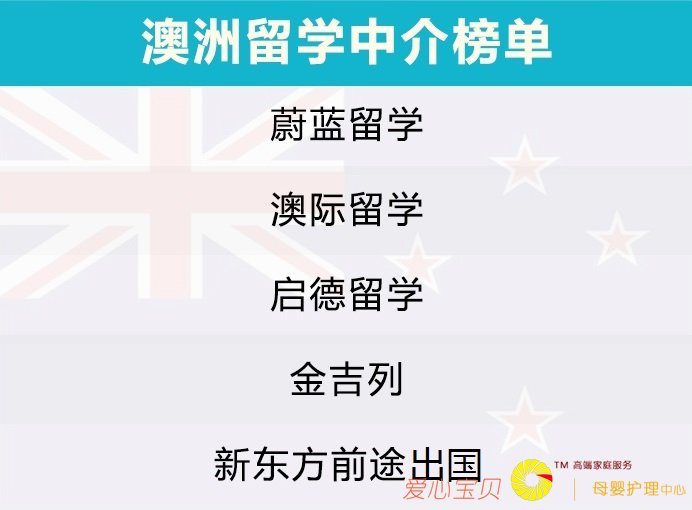 澳洲留学中介榜单
蔚蓝留学
澳际留学
启德留学
金吉列
新东方前途出国
爱心宝贝
TM 高端家庭服务
母婴护理中心